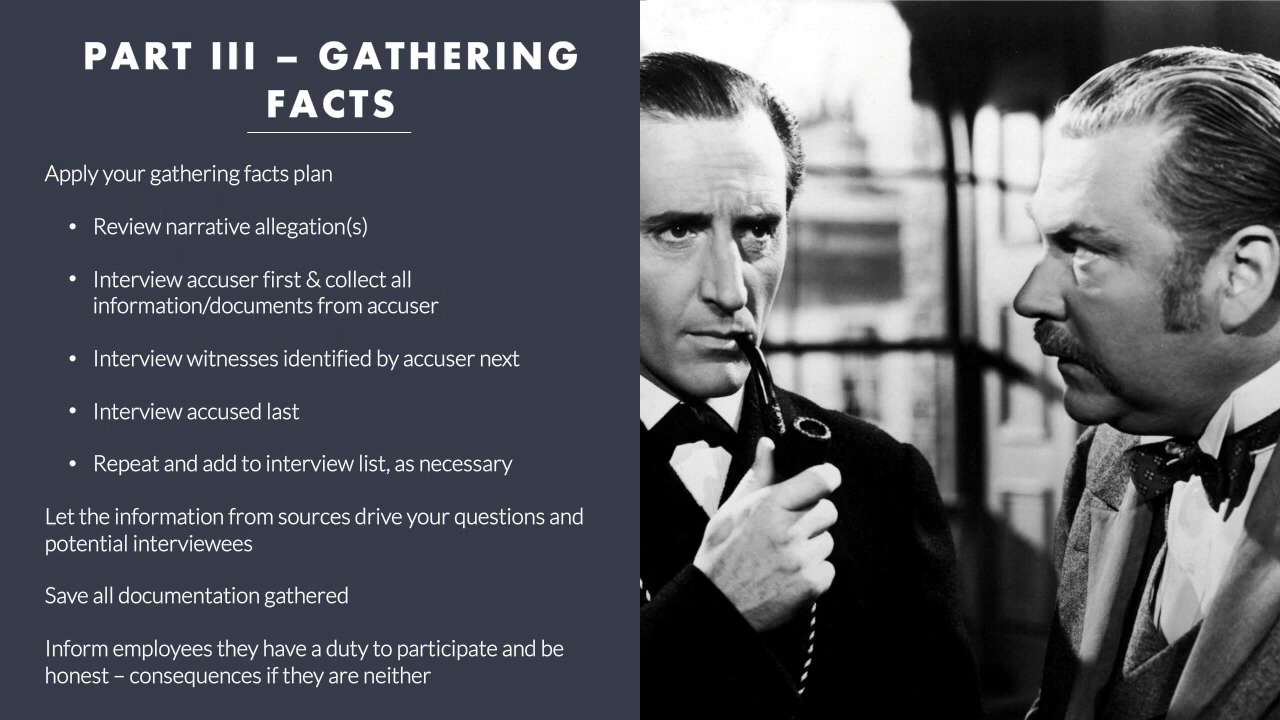 PART III – GATHERING
FACTS
Apply your gathering facts plan
• Review narrative allegation(s)
• Interview accuser first & collect all
information/documents from accuser
• Interview witnesses identified by accuser next
• Interview accused last
• Repeat and add to interview list, as necessary
Let the information from sources drive your questions and
potential interviewees
Save all documentation gathered
Inform employees they have a duty to participate and be
honest – consequences if they are neither